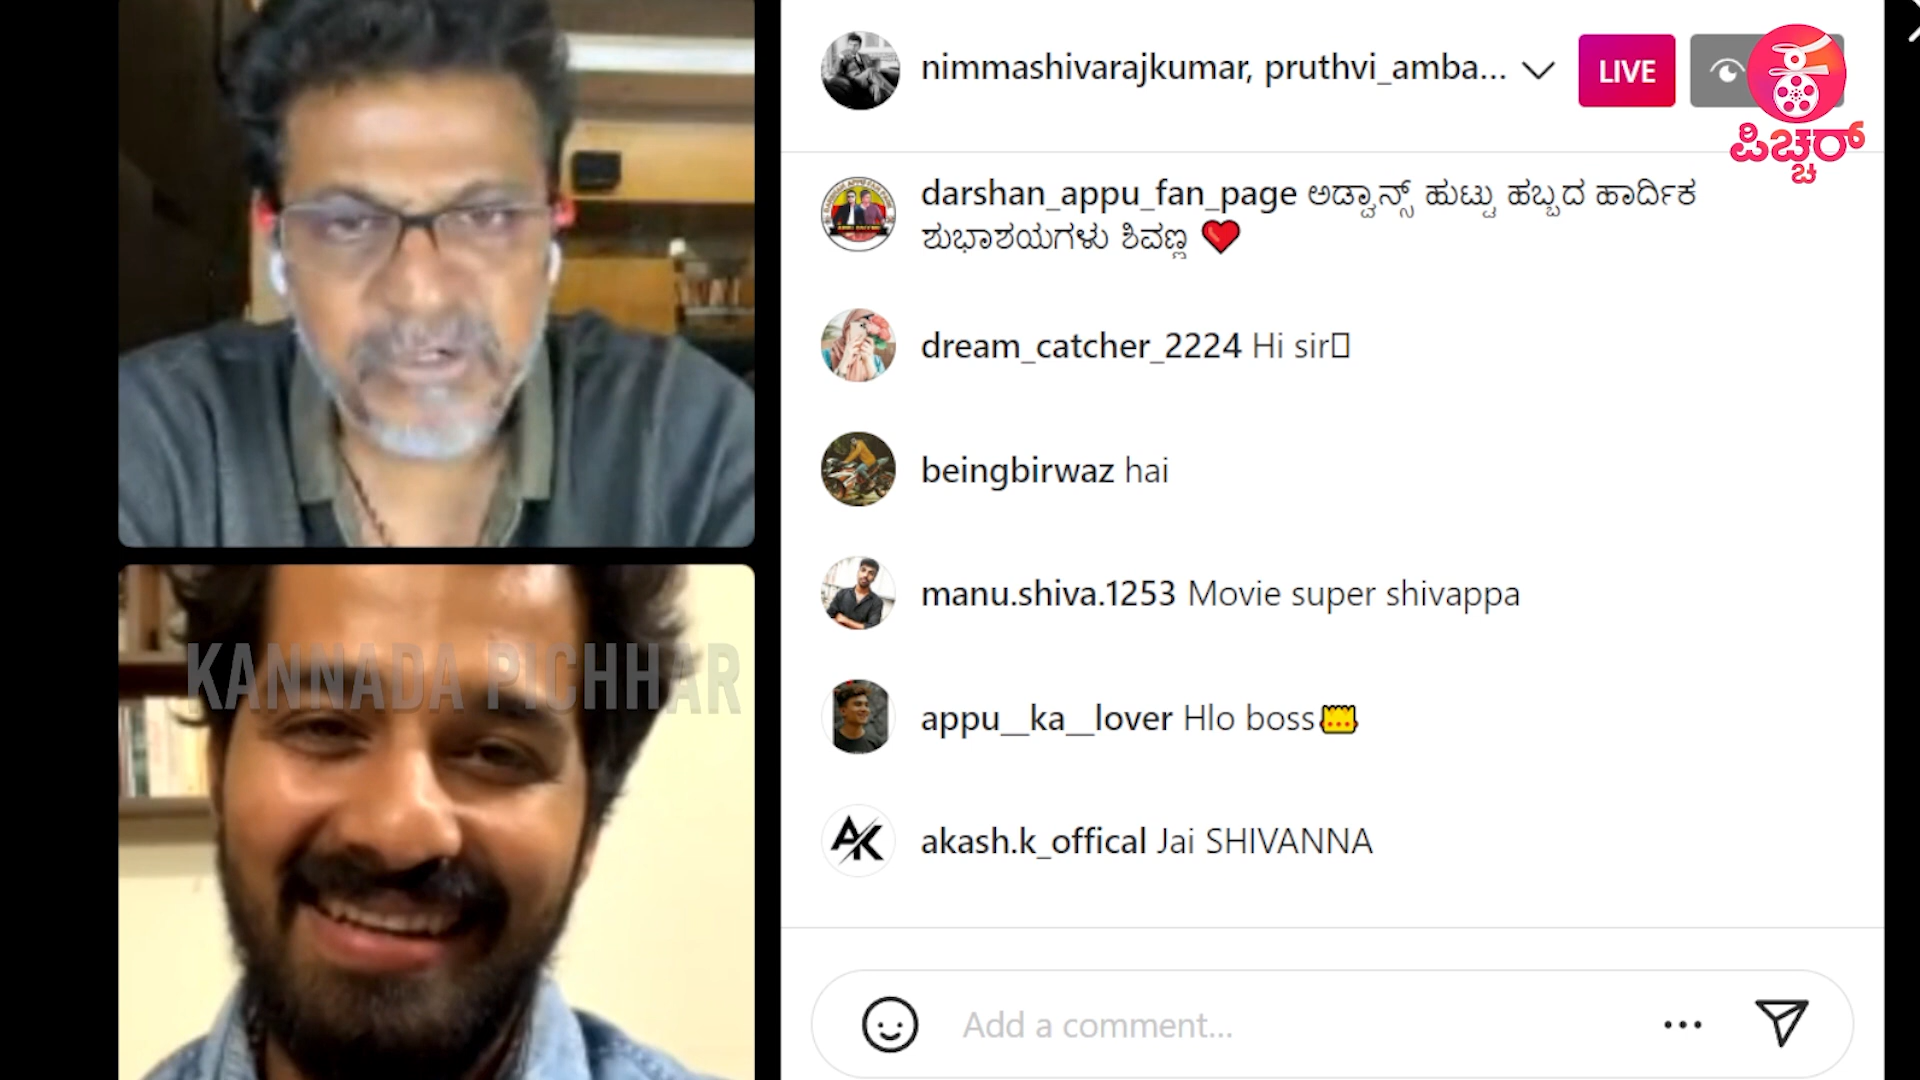 nimmashivarajkumar, pruthvi_amba...
LIVE
ಪಿಚ್ಚರ್
darshan_appu_fan_page ಅಡ್ವಾನ್ಸ್ ಹುಟ್ಟು ಹಬ್ಬದ ಹಾರ್ದಿಕ
ಶುಭಾಶಯಗಳು ಶಿವಣ್ಣ ❤️
dream_catcher_2224 Hi sir
beingbirwaz hai
manu.shiva.1253 Movie super shivappa
KANNADA PICHHAR
appu__ka__lover Hlo boss
akash.k_offical Jai SHIVANNA
Add a comment...